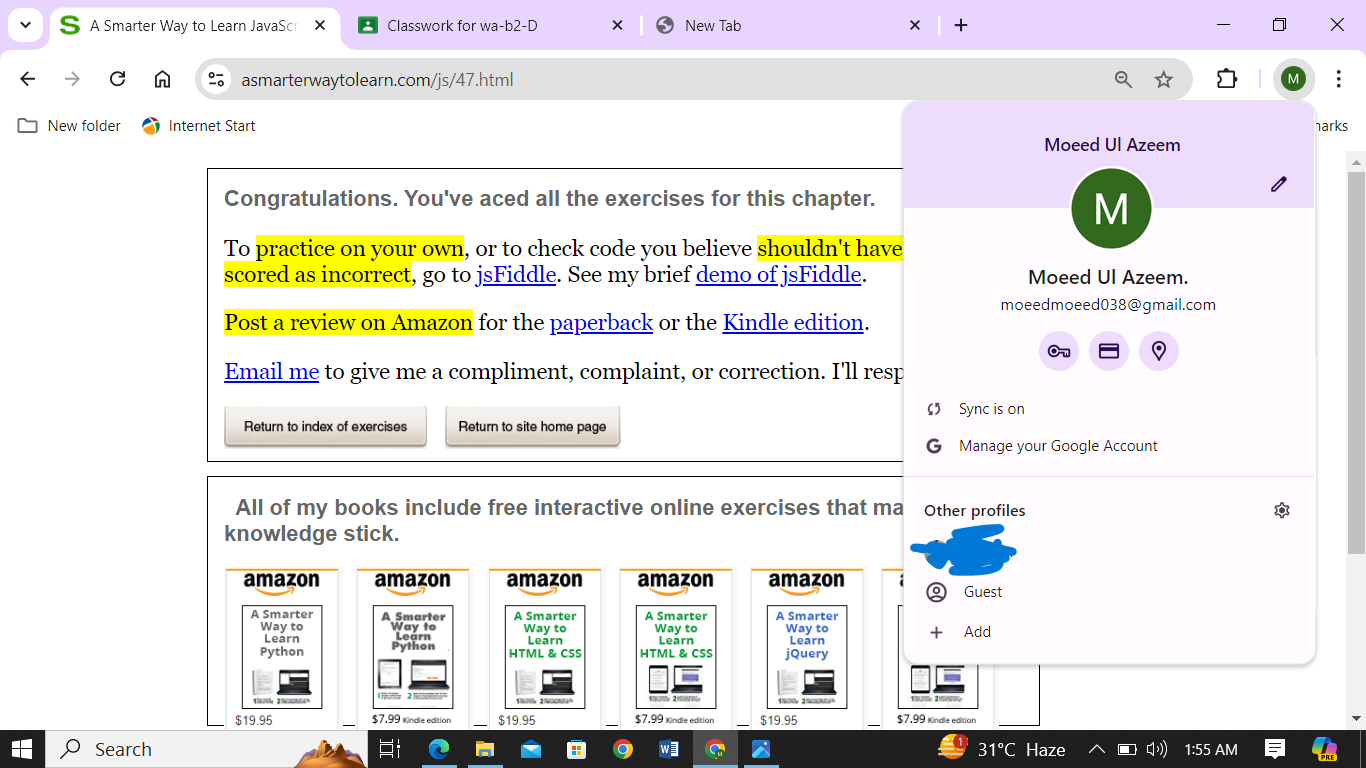 A Smarter Way to Learn JavaScr
Classwork for wa-b2-D
New Tab
asmarterwaytolearn.com/js/47.html
M
New folder
Internet Start
Congratulations. You've aced all the exercises for this chapter.
To practice on your own, or to check code you believe shouldn't have
scored as incorrect, go to jsFiddle. See my brief demo of jsFiddle.
Post a review on Amazon for the paperback or the Kindle edition.
Email me to give me a compliment, complaint, or correction. I'll resp
Return to index of exercises
Return to site home page
All of my books include free interactive online exercises that ma
knowledge stick.
amazon
A Smarter
Way to
Learn
Python
$19.95
amazon
A Smarter
Way to
Learn
Python
$7.99 Kindle edition
amazon
A Smarter
Way to
Learn
HTML & CSS
$19.95
amazon
A Smarter
Way to
Learn
HTML & CSS
$7.99 Kindle edition
amazon
A Smarter
Way to
Learn
jQuery
$19.95
$7.99 Kindle edition
Moeed Ul Azeem
M
Moeed Ul Azeem.
moeedmoeed038@gmail.com
Sync is on
Manage your Google Account
Other profiles
Guest
Add
Search
1
31°C Haze
1:55 AM
PRE